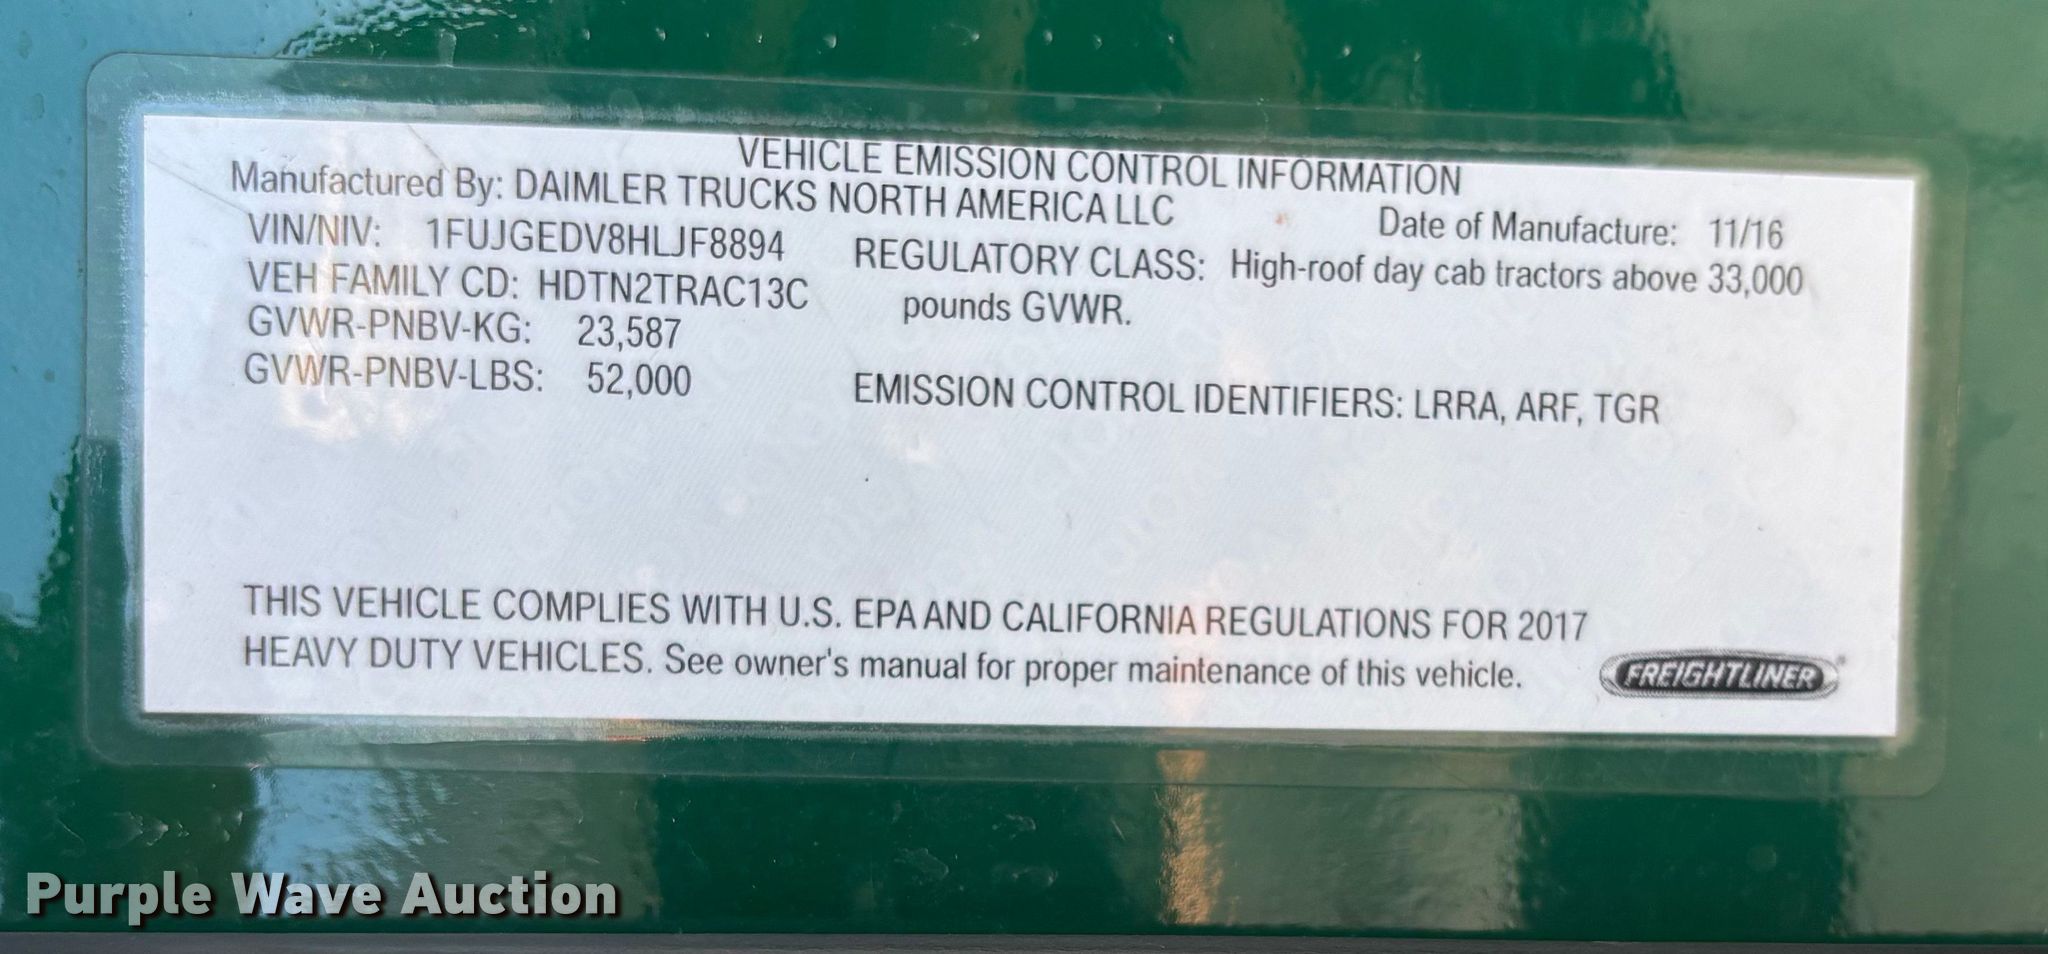 VEHICLE EMISSION CONTROL INFORMATION
Manufactured By: DAIMLER TRUCKS NORTH AMERICA LLC
Date of Manufacture: 11/16
VIN/NIV: 1FUJGEDV8HLJF8894
VEH FAMILY CD: HDTN2TRAC13C
GVWR-PNBV-KG: 23,587
GVWR-PNBV-LBS: 52,000
REGULATORY CLASS: High-roof day cab tractors above 33,000
pounds GVWR.
EMISSION CONTROL IDENTIFIERS: LRRA, ARF, TGR
THIS VEHICLE COMPLIES WITH U.S. EPA AND CALIFORNIA REGULATIONS FOR 2017
HEAVY DUTY VEHICLES. See owner's manual for proper maintenance of this vehicle.
FREIGHTLINER
Purple Wave Auction